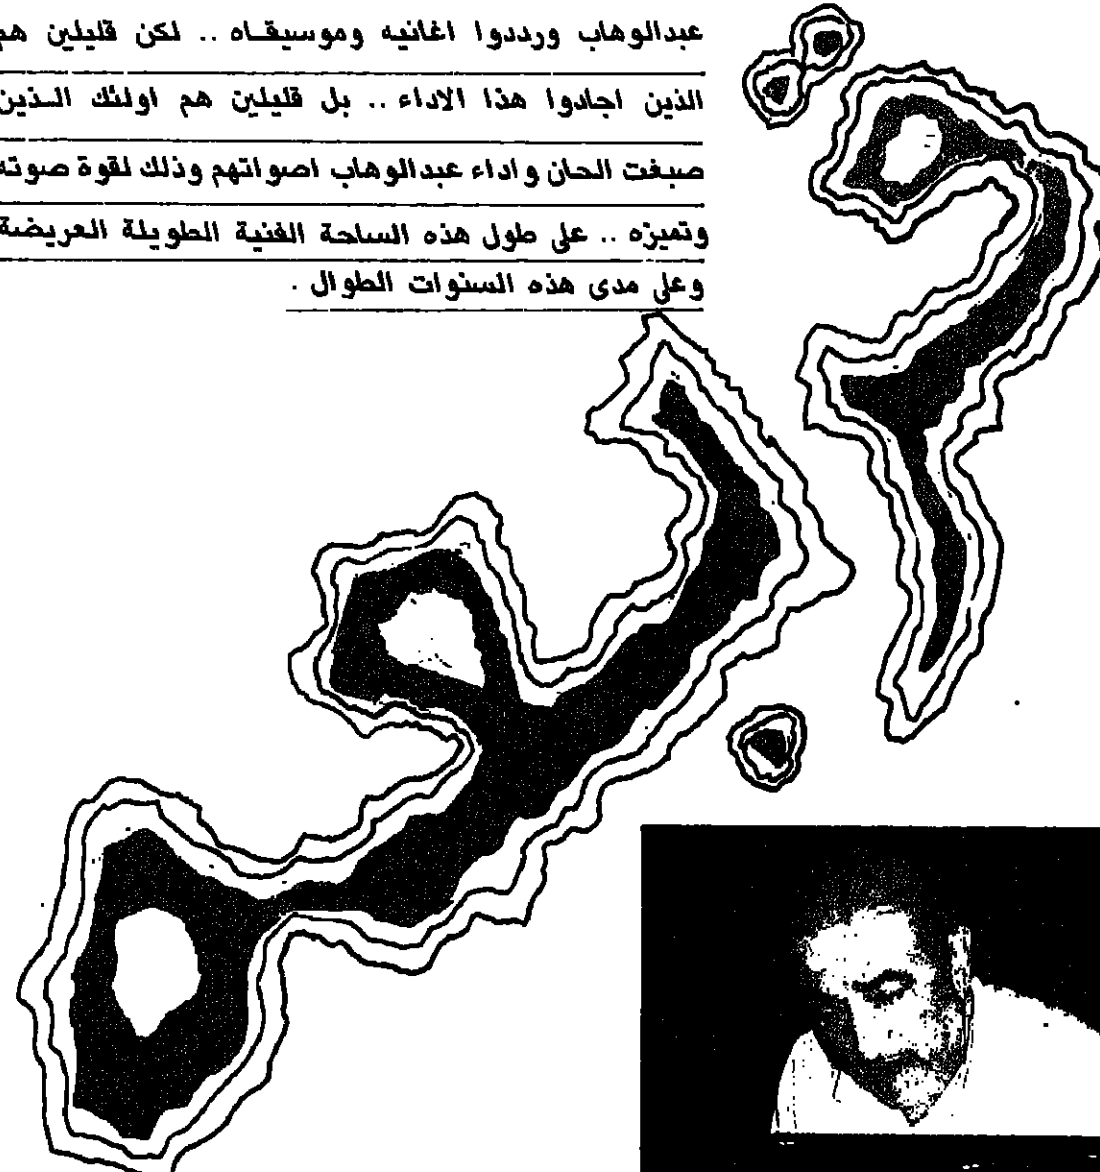 عبدالوهاب ورددوا اغانيه وموسيقـاه .. لكن قليلين هم
الذين اجادوا هذا الاداء .. بل قليلين هم اولئك الـذين
صبغت الحان واداء عبدالوهاب اصواتهم وذلك لقوة صوته
وتميزه .. على طول هذه الساحة الفنية الطويلة العريضة
وعلى مدى هذه السنوات الطوال .